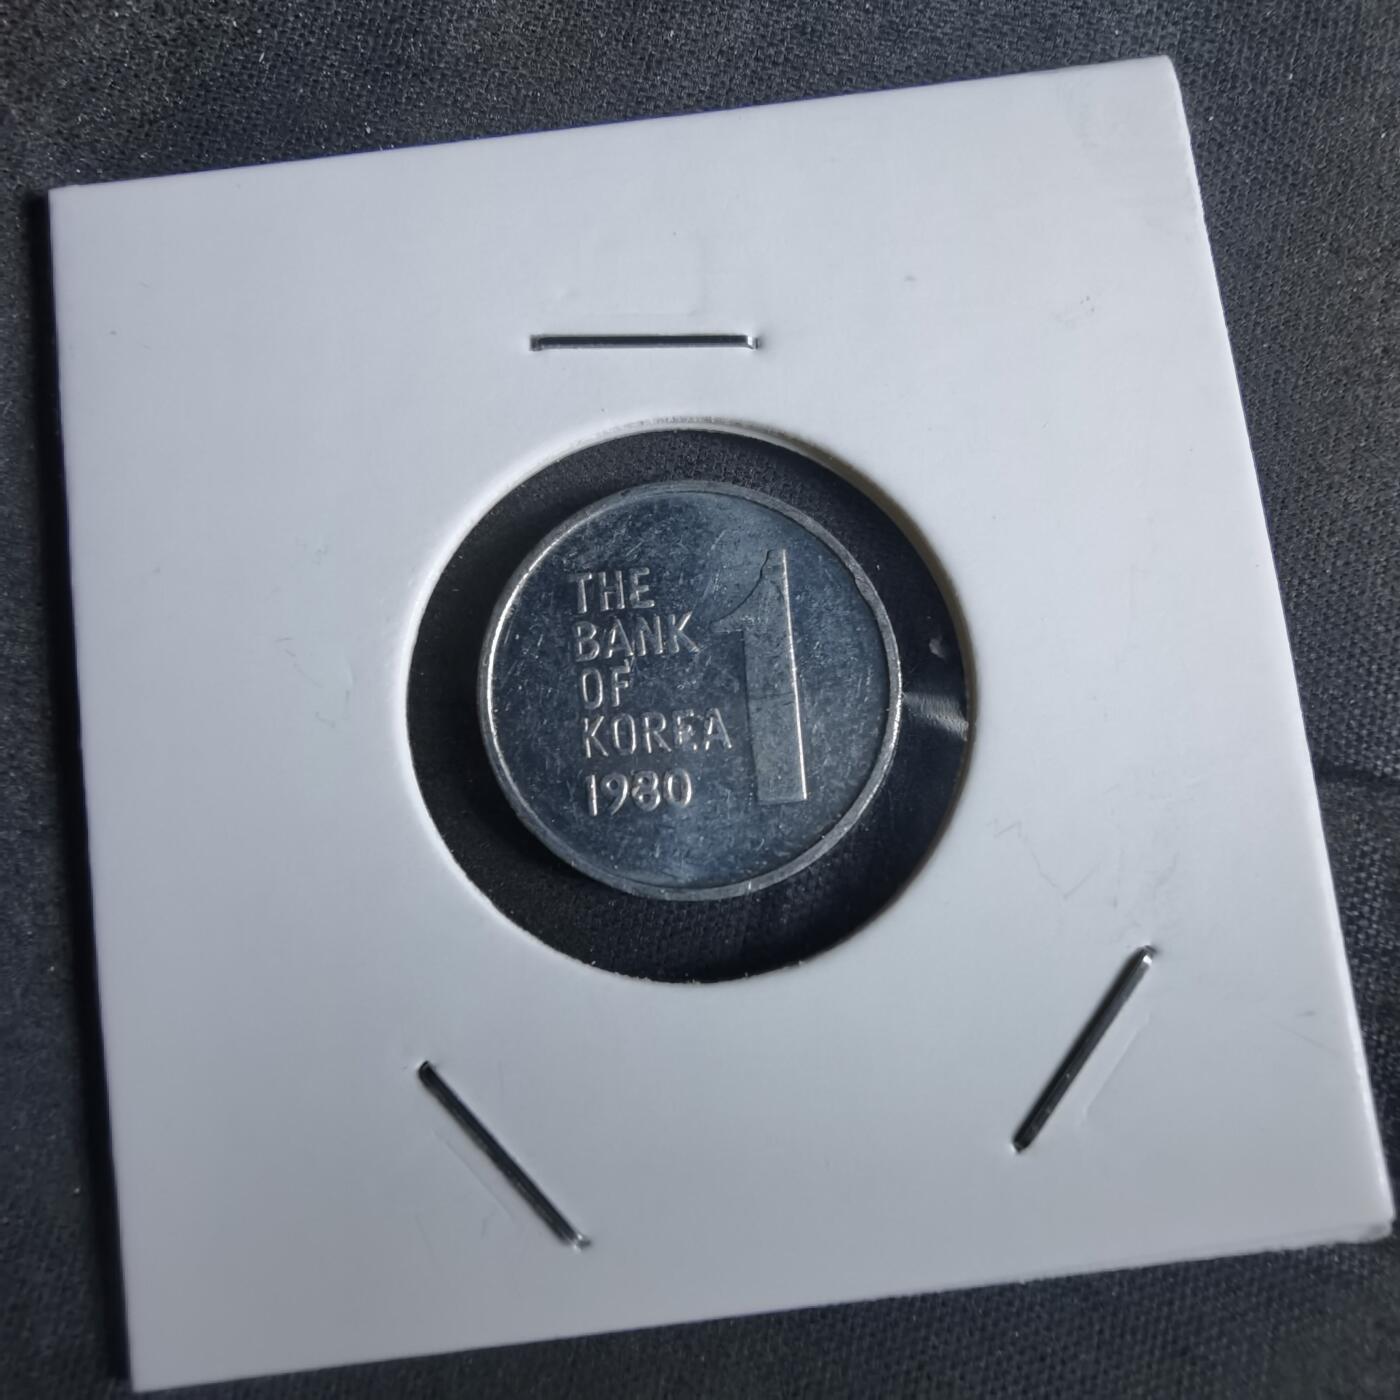 THE
BANK
OF
KOREA
1980
1